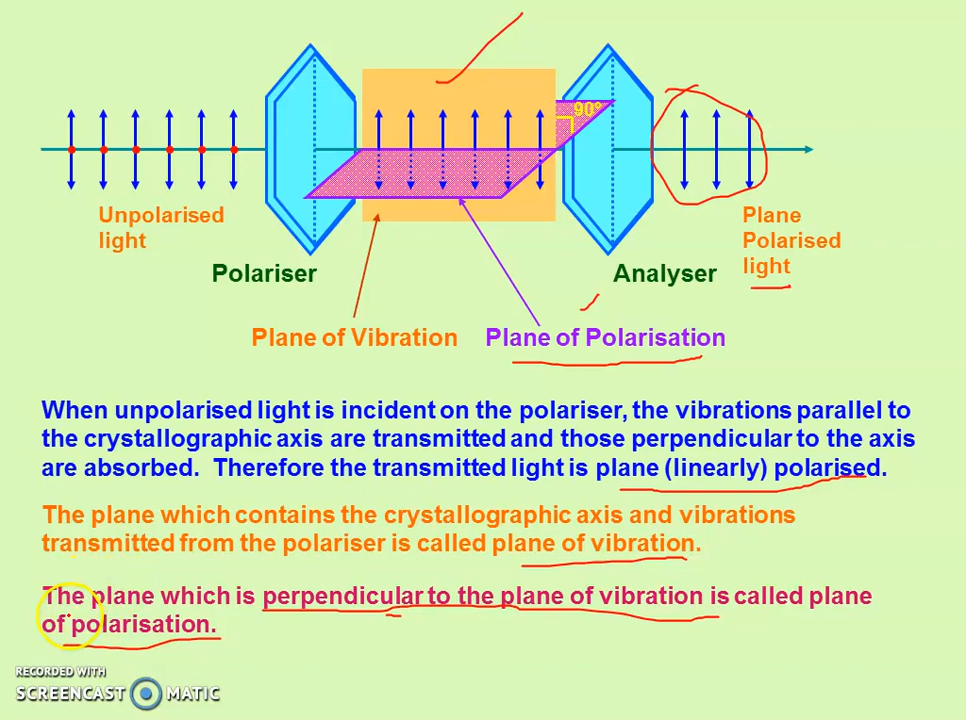 90°
Unpolarised
light
Plane
Polarised
light
Polariser
Analyser
Plane of Vibration
Plane of Polarisation
When unpolarised light is incident on the polariser, the vibrations parallel to
the crystallographic axis are transmitted and those perpendicular to the axis
are absorbed. Therefore the transmitted light is plane (linearly) polarised.
The plane which contains the crystallographic axis and vibrations
transmitted from the polariser is called plane of vibration.
The plane which is perpendicular to the plane of vibration is called plane
of polarisation.
RECORDED WITH
SCREENCAST MATIC